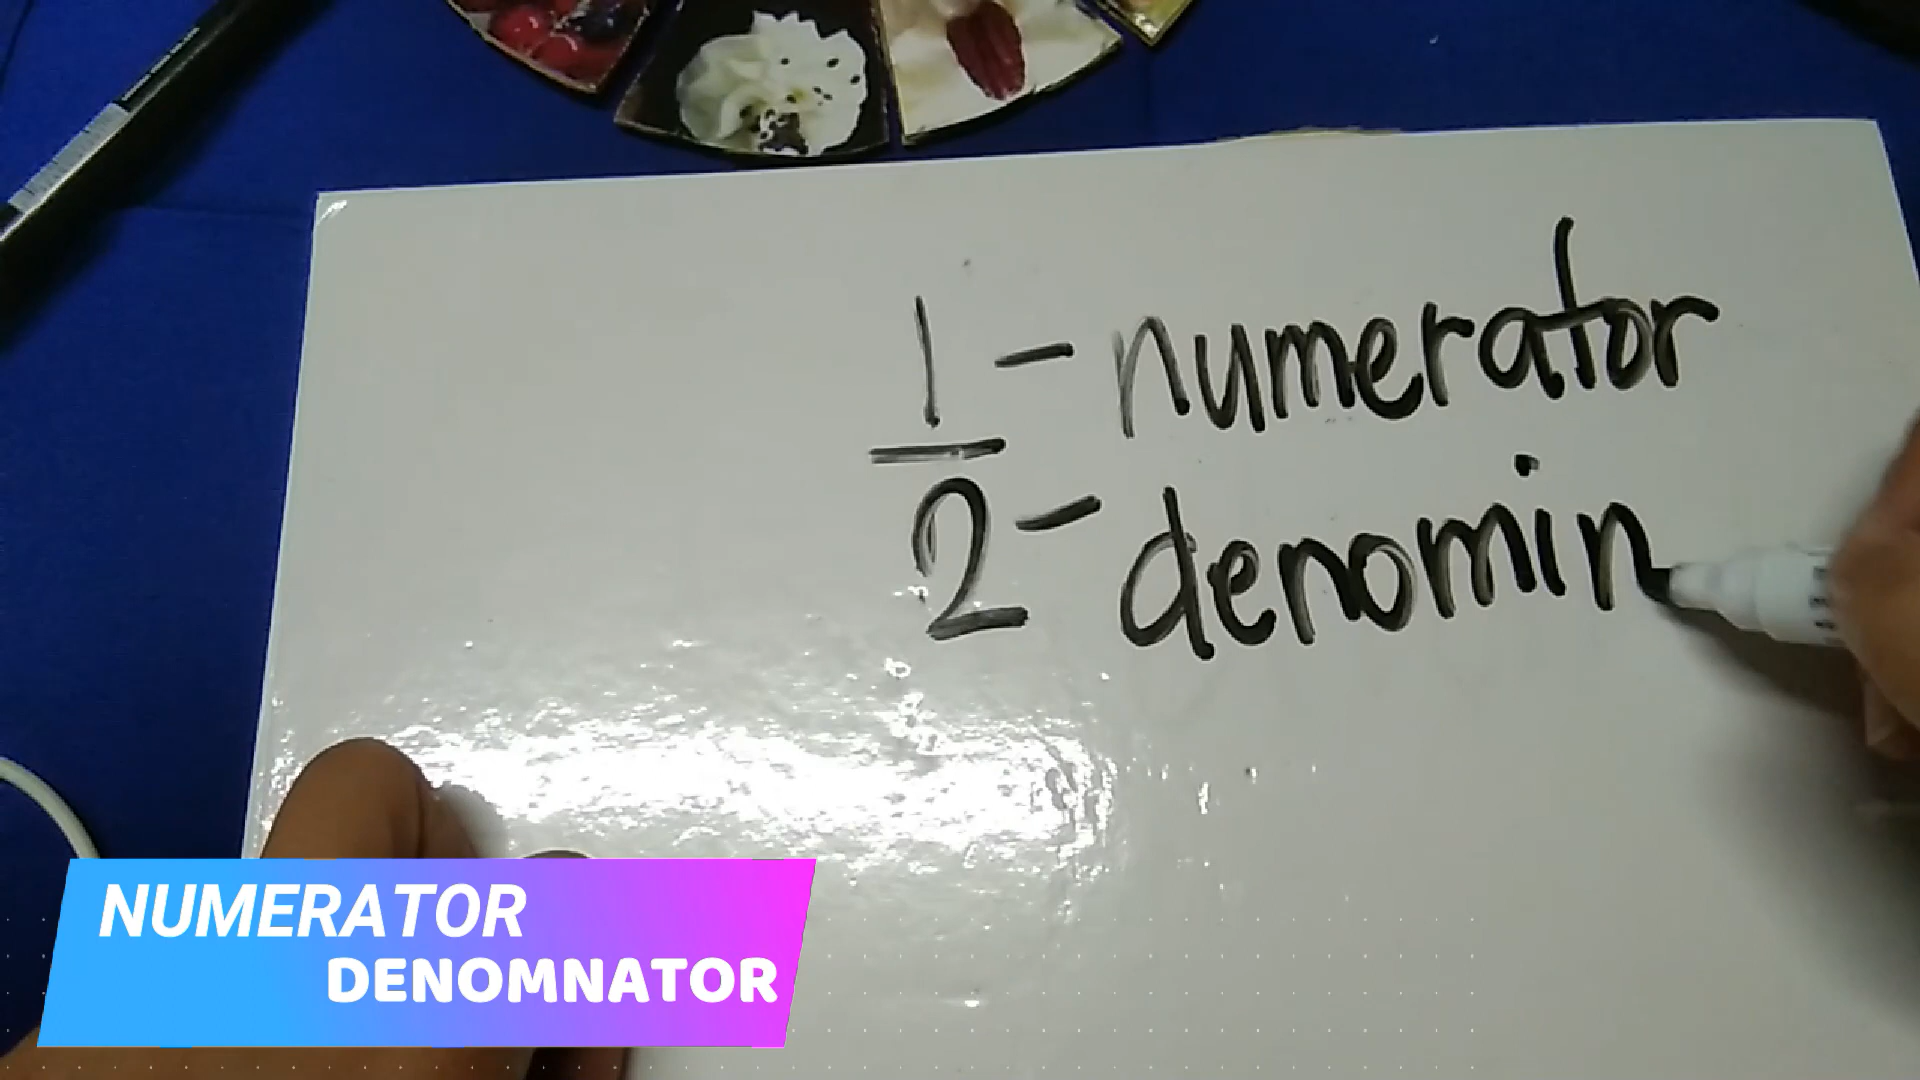 1 - numerator
2 - denomin
NUMERATOR
DENOMNATOR